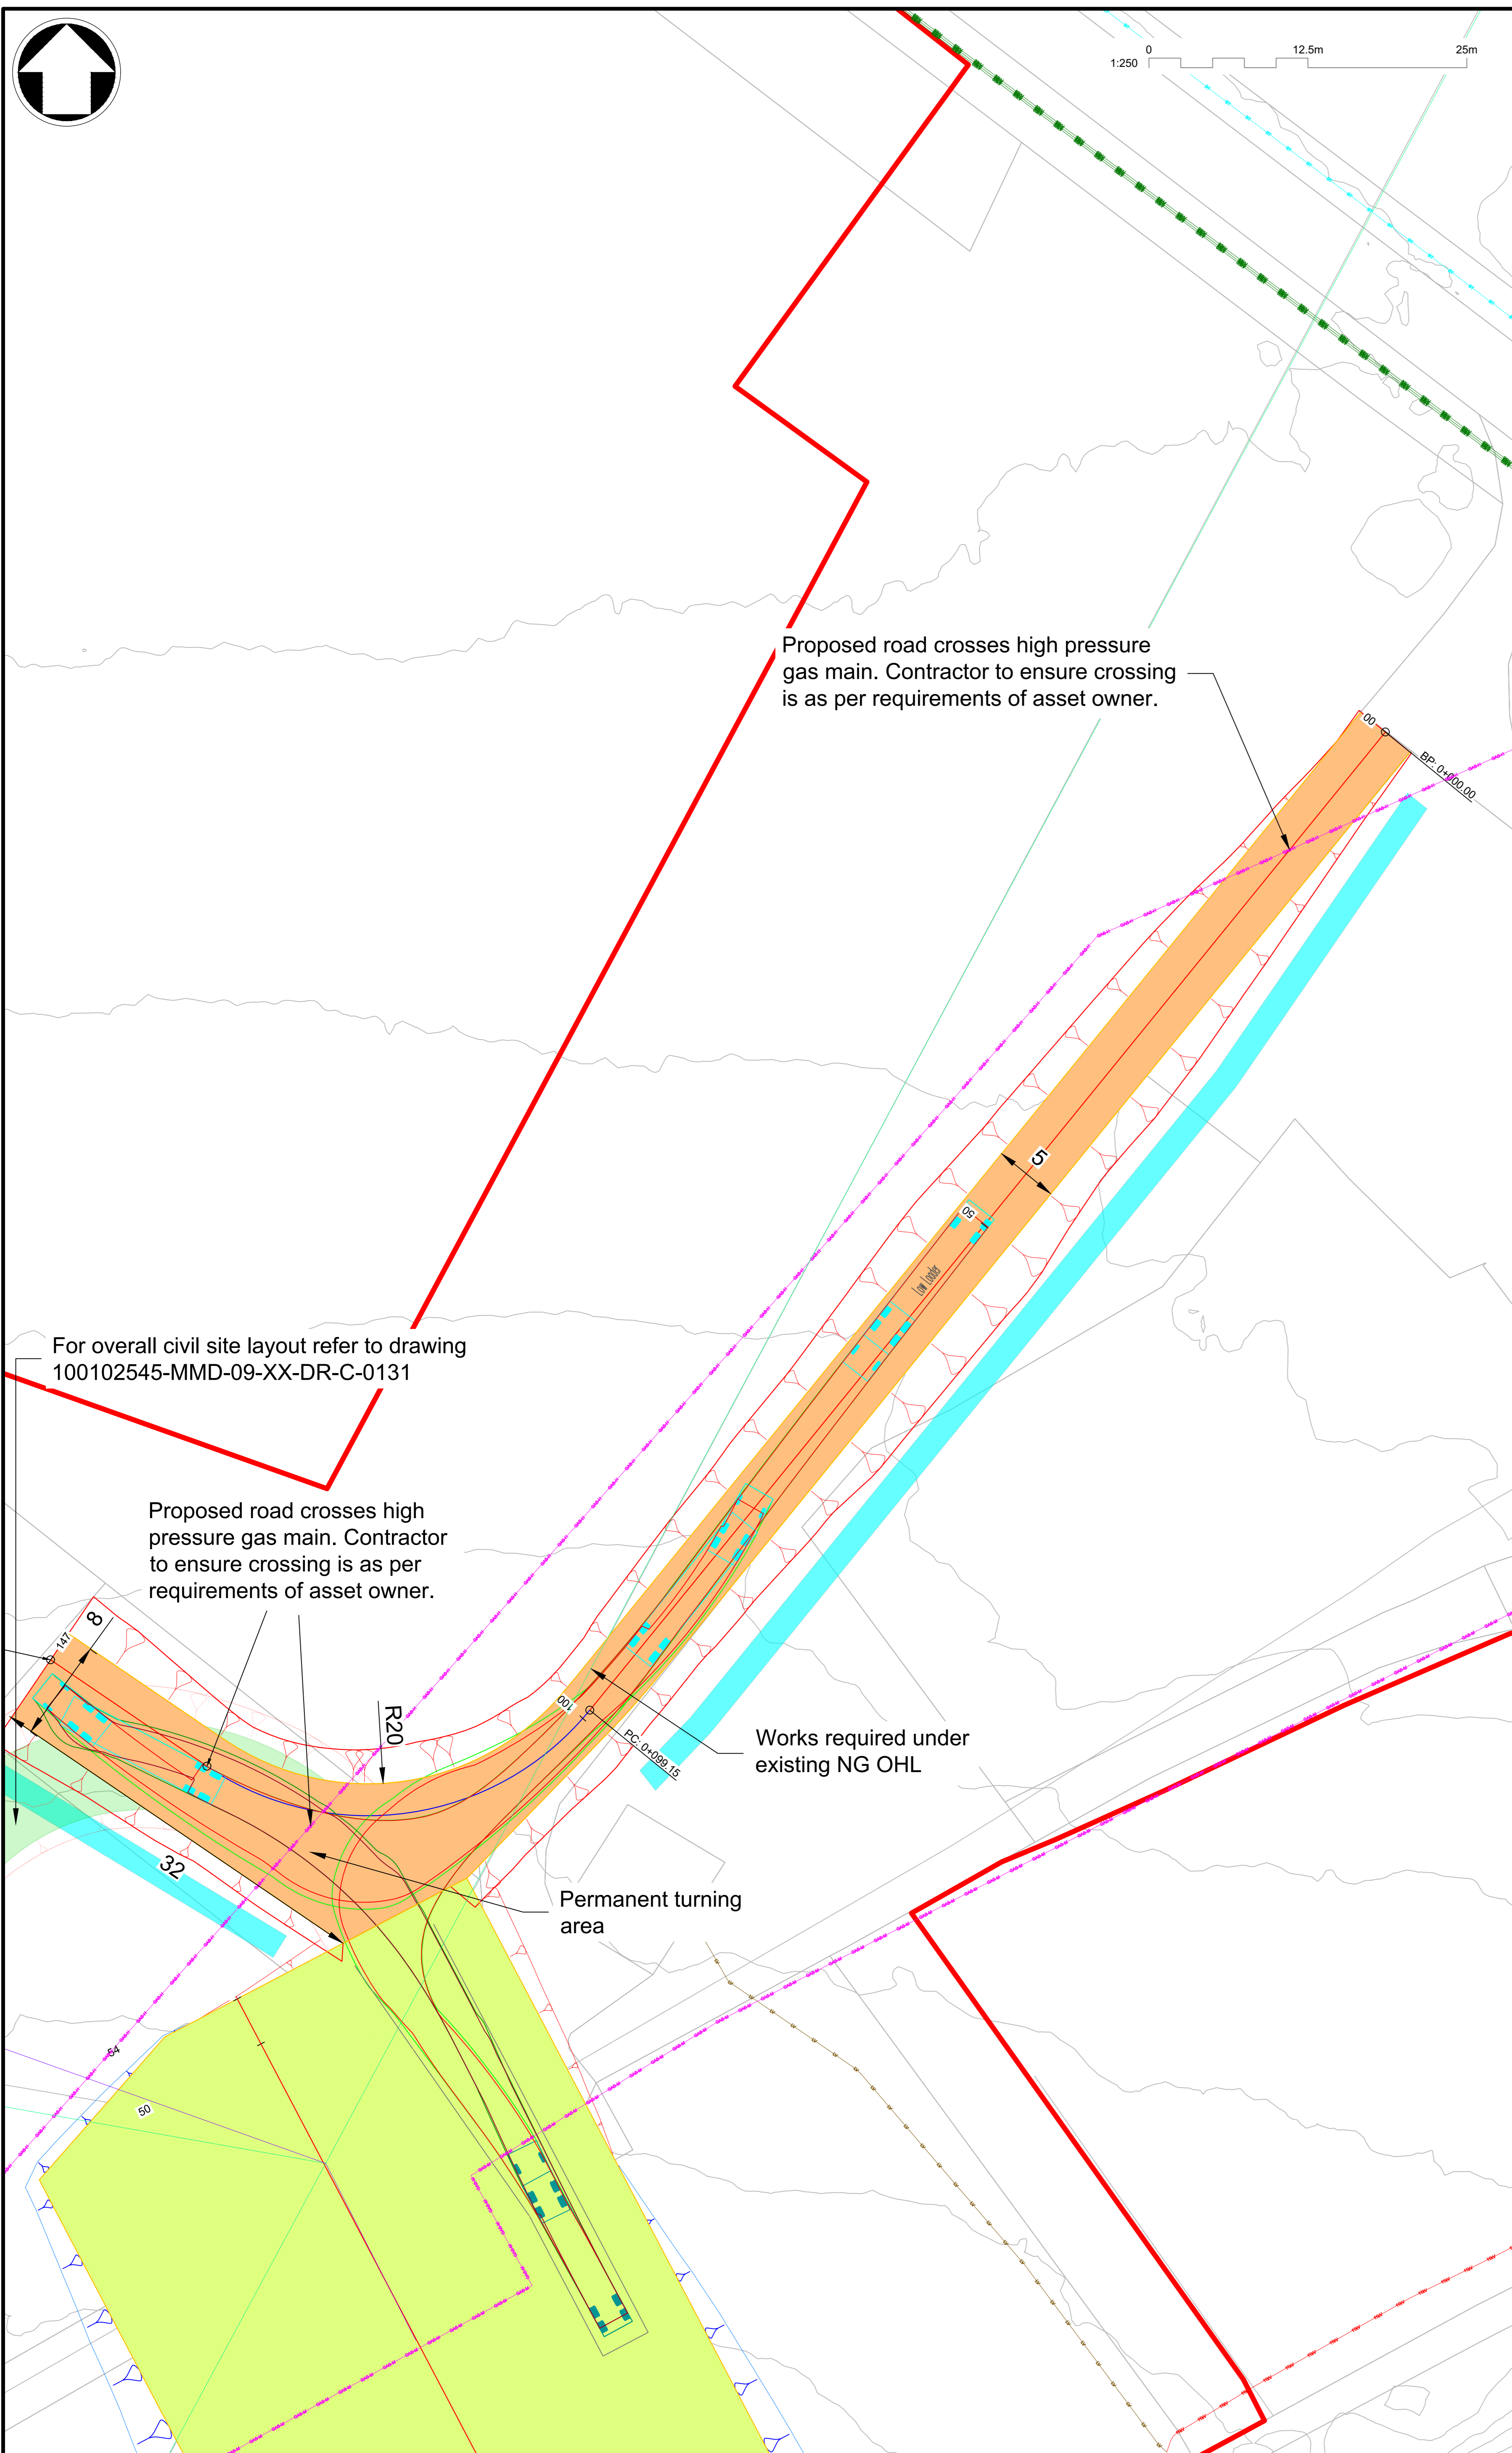 0 12.5m 25m
1:250
Proposed road crosses high pressure
gas main. Contractor to ensure crossing
is as per requirements of asset owner.
00
BP: 0+000.00
5
50
Low Loader
For overall civil site layout refer to drawing
100102545-MMD-09-XX-DR-C-0131
Proposed road crosses high
pressure gas main. Contractor
to ensure crossing is as per
requirements of asset owner.
147
8
R20
100
PC: 0+099.15
Works required under
existing NG OHL
32
Permanent turning
area
54
50